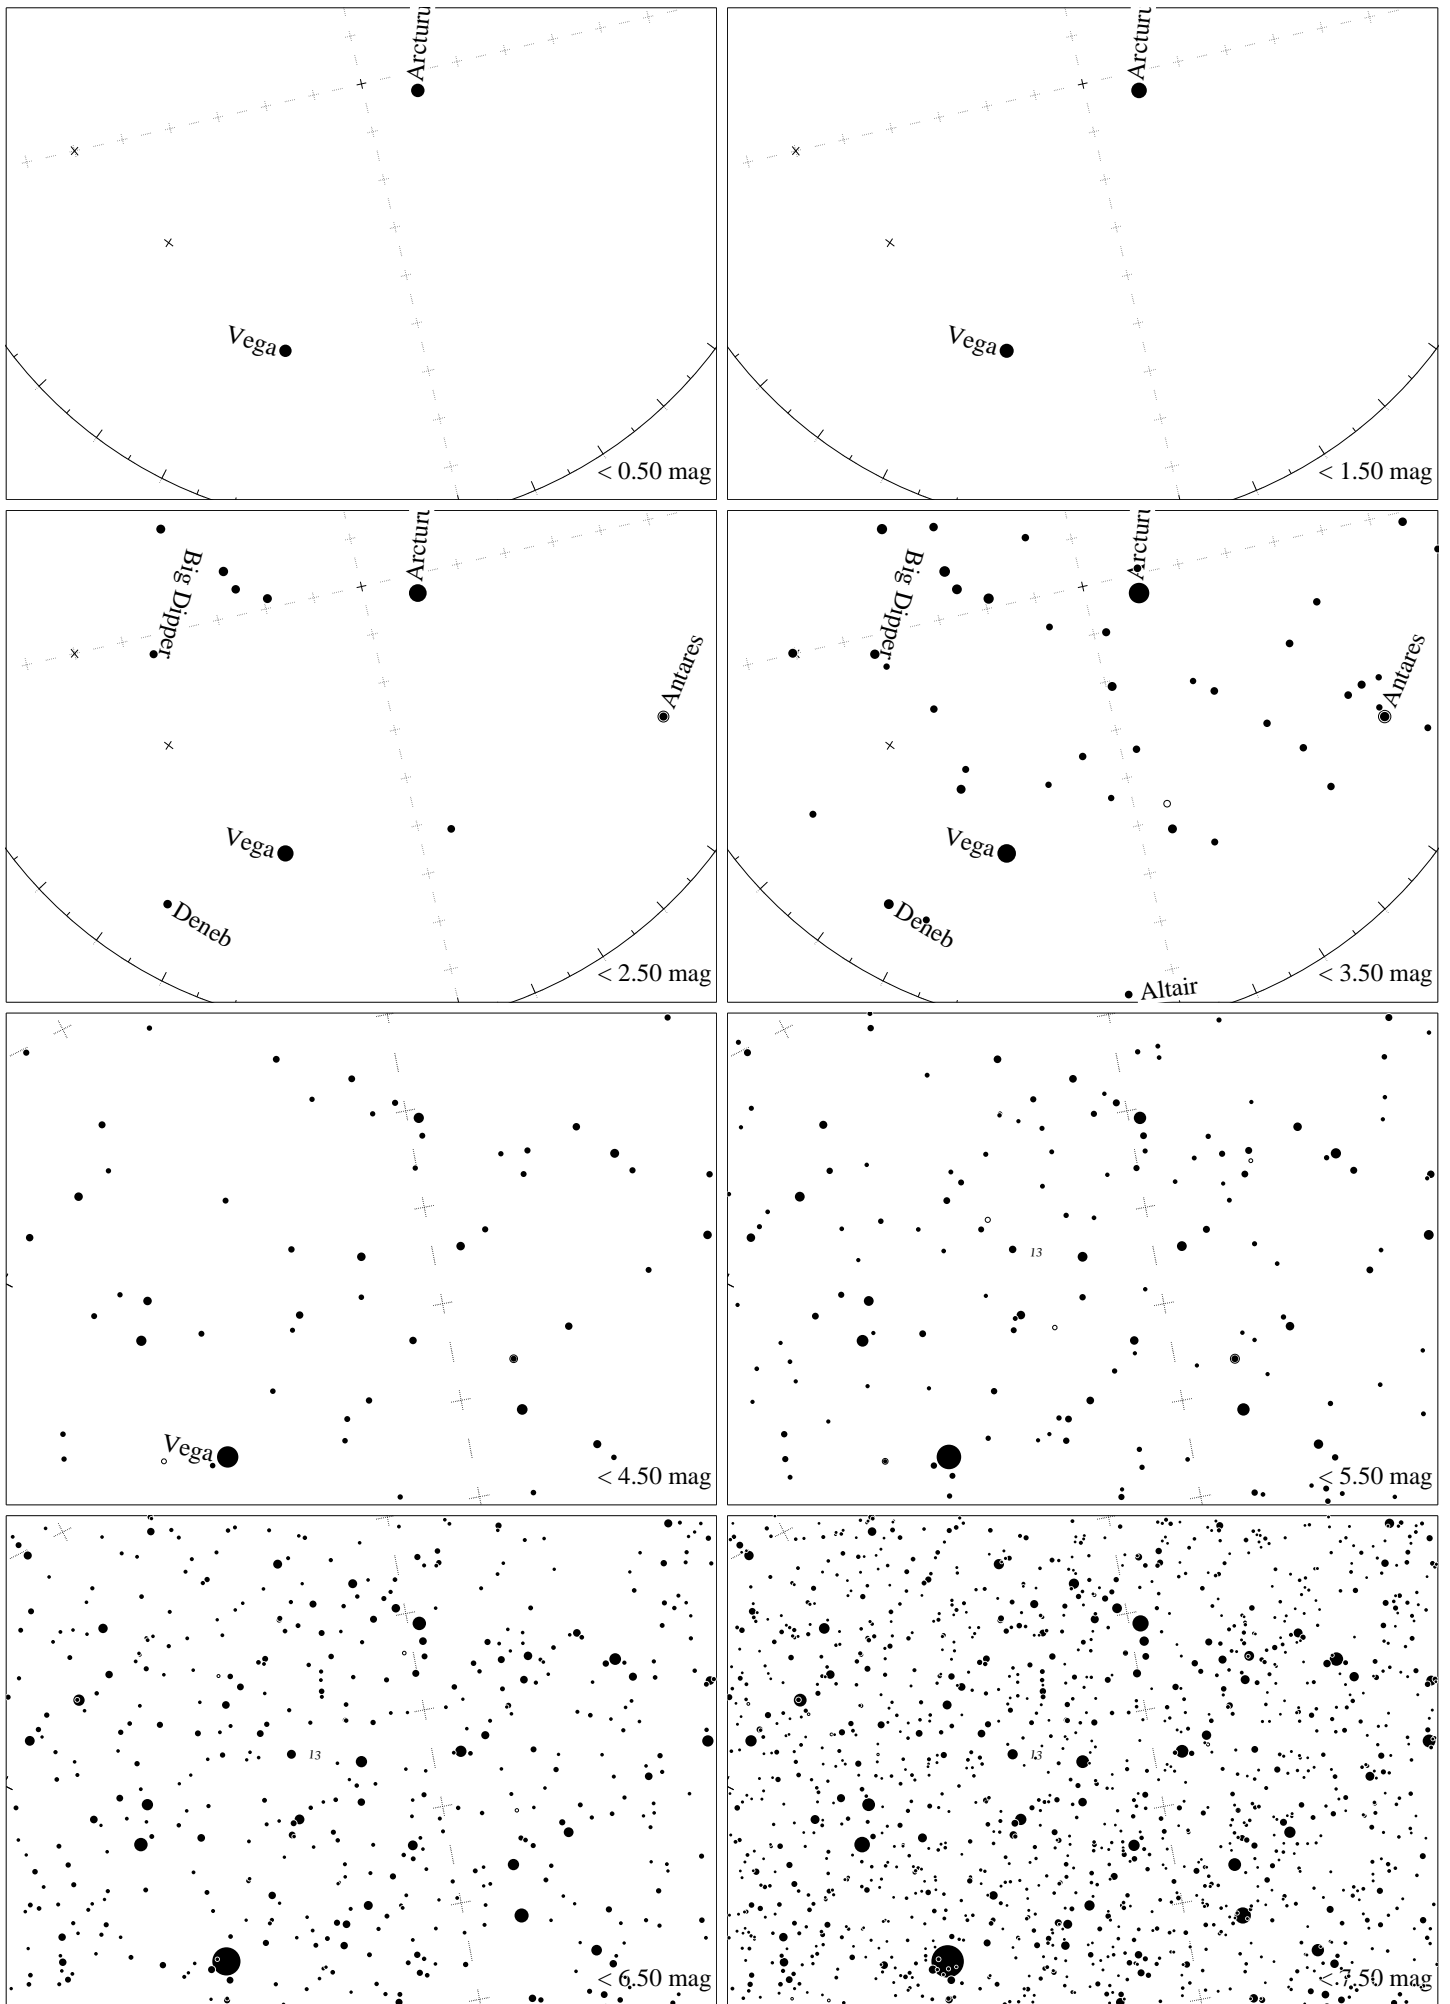 Arcturu
Vega
< 0.50 mag
Arcturu
Vega
< 1.50 mag
Big Dipper
Arcturu
Antares
Vega
Deneb
< 2.50 mag
Big Dipper
Arcturu
Antares
Vega
Deneb
Altair
< 3.50 mag
Vega
< 4.50 mag
13
< 5.50 mag
13
< 6.50 mag
13
< 7.50 mag